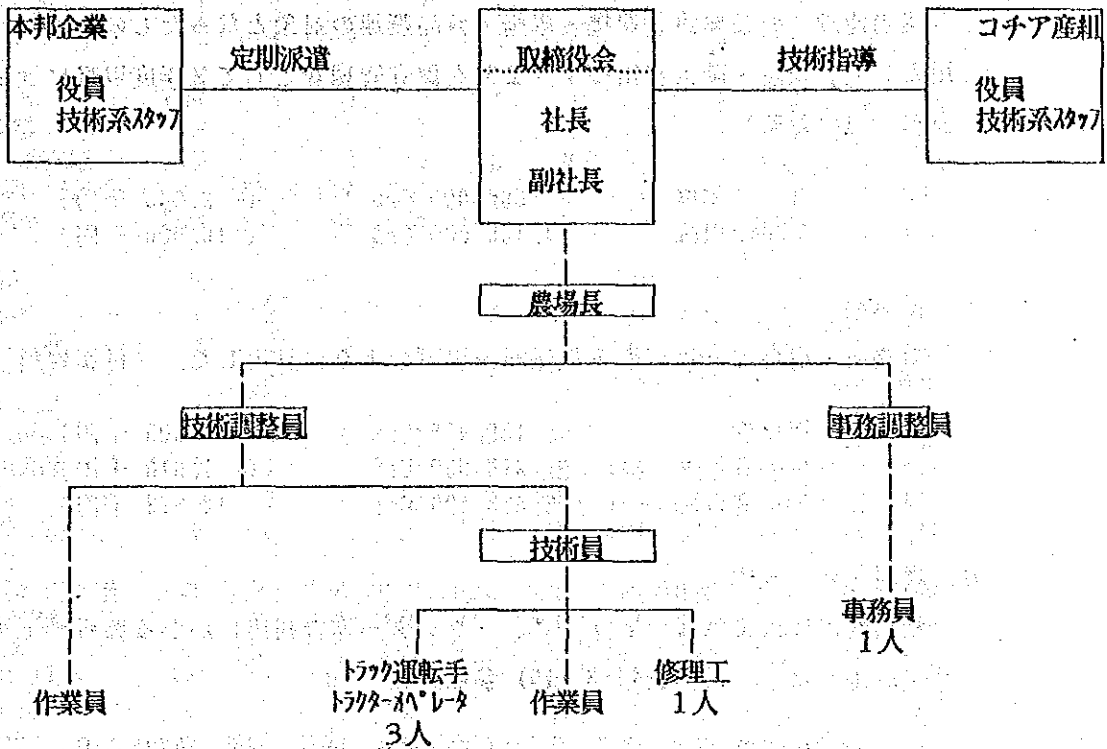 本邦企業
役員
技術系スタッフ
定期派遣
取締役会
社長
副社長
技術指導
コチア産組
役員
技術系スタッフ
農場長
技術調整員
事務調整員
技術員
事務員
1人
作業員
トラック運転手
トラクターオペレータ
3人
作業員
修理工
1人